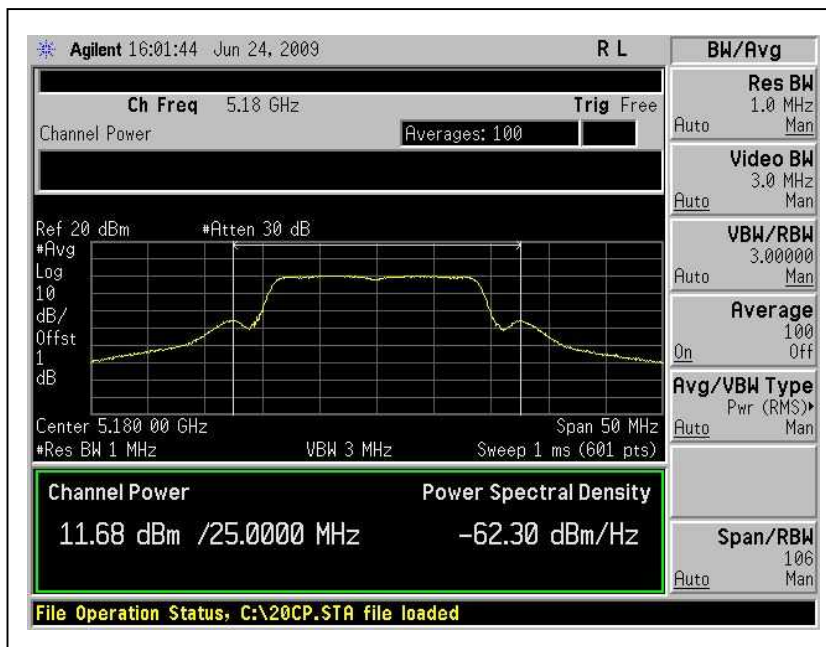 Agilent 16:01:44 Jun 24, 2009 R L
BW/Avg
Ch Freq 5.18 GHz Trig Free
Channel Power Averages: 100
Ref 20 dBm #Atten 30 dB
#Avg
Log
10
dB/
Offst
1
dB
Center 5.180 00 GHz Span 50 MHz
#Res BW 1 MHz VBW 3 MHz Sweep 1 ms (601 pts)
Channel Power Power Spectral Density
11.68 dBm /25.0000 MHz -62.30 dBm/Hz
File Operation Status, C:\20CP.STA file loaded
Res BW
1.0 MHz
Auto Man
Video BW
3.0 MHz
Auto Man
VBW/RBW
3.00000
Auto Man
Average
100
On Off
Avg/VBW Type
Pwr (RMS)▸
Auto Man
Span/RBW
106
Auto Man